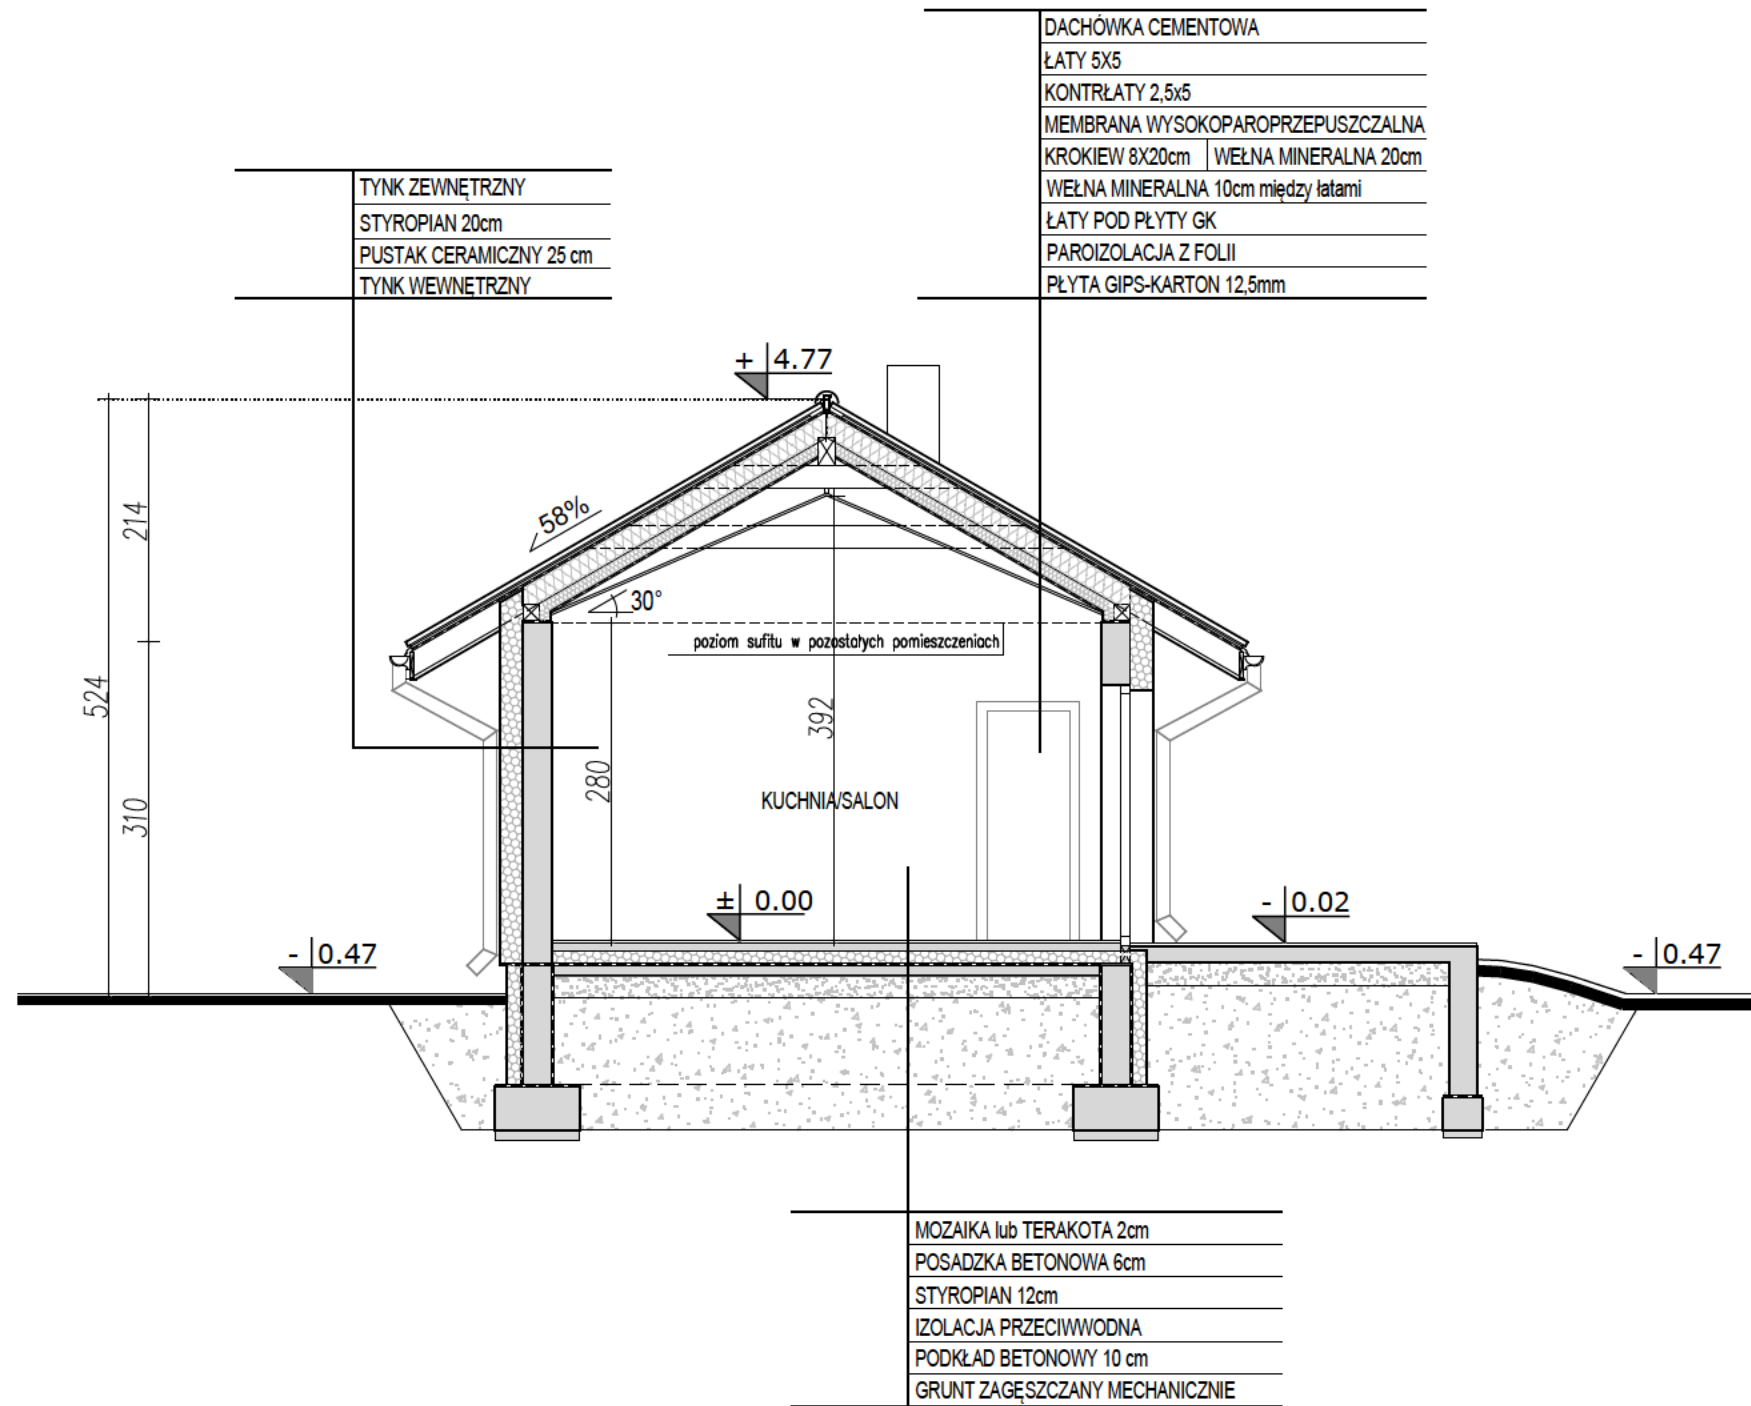 DACHÓWKA CEMENTOWA
ŁATY 5X5
KONTRŁATY 2,5x5
MEMBRANA WYSOKOPAROPRZEPUSZCZALNA
KROKIEW 8X20cm WEŁNA MINERALNA 20cm
WEŁNA MINERALNA 10cm między łatami
ŁATY POD PŁYTY GK
PAROIZOLACJA Z FOLII
PŁYTA GIPS-KARTON 12,5mm
TYNK ZEWNĘTRZNY
STYROPIAN 20cm
PUSTAK CERAMICZNY 25 cm
TYNK WEWNĘTRZNY
+ 4.77
214
58%
30°
poziom sufitu w pozostałych pomieszczeniach
524
392
280
310
KUCHNIA/SALON
± 0.00
- 0.02
- 0.47
- 0.47
MOZAIKA lub TERAKOTA 2cm
POSADZKA BETONOWA 6cm
STYROPIAN 12cm
IZOLACJA PRZECIWWODNA
PODKŁAD BETONOWY 10 cm
GRUNT ZAGĘSZCZANY MECHANICZNIE